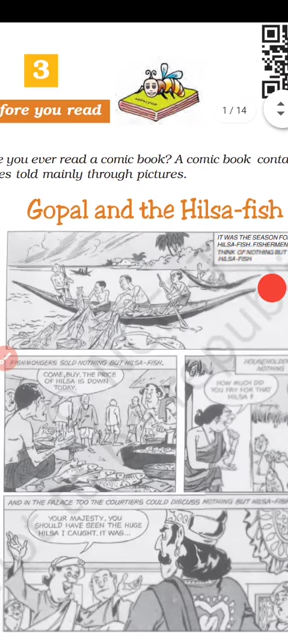 3
fore you read
1 / 14
e you ever read a comic book? A comic book conta
es told mainly through pictures.
Gopal and the Hilsa-fish
IT WAS THE SEASON FO
HILSA-FISH. FISHERMEN
THINK OF NOTHING BUT
HILSA-FISH
FISHMONGERS SOLD NOTHING BUT HILSA-FISH.
COME, BUY. THE PRICE
OF HILSA IS DOWN
TODAY.
HOUSEHOLDE
NOTHING
HOW MUCH DID
YOU PAY FOR THAT
HILSA?
AND IN THE PALACE TOO THE COURTIERS COULD DISCUSS NOTHING BUT HILSA-FISH
YOUR MAJESTY, YOU
SHOULD HAVE SEEN THE HUGE
HILSA I CAUGHT. IT WAS...